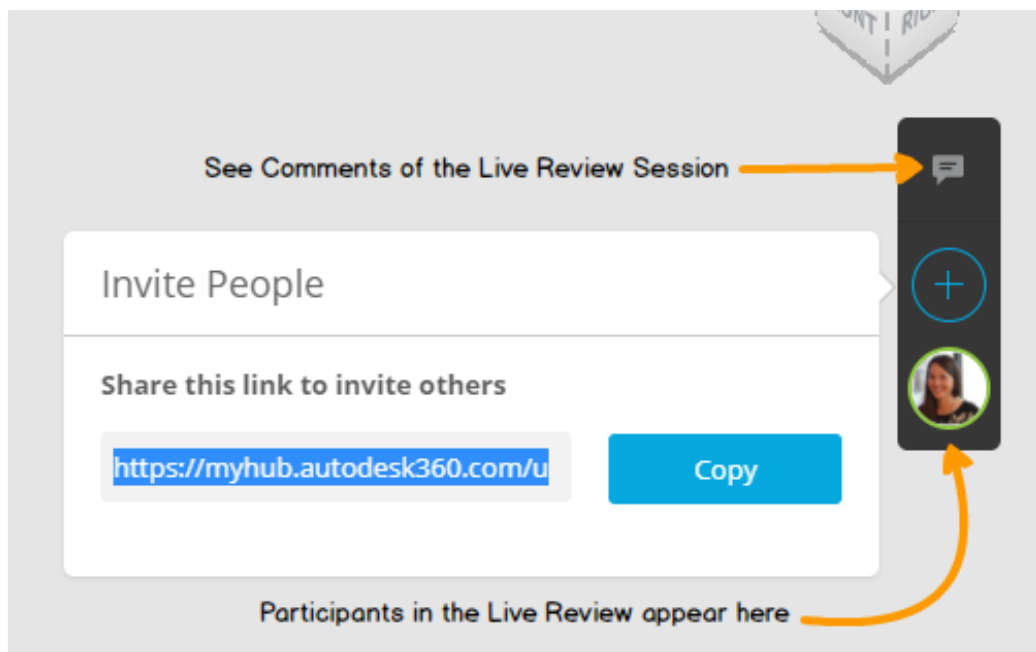 See Comments of the Live Review Session
Invite People
Share this link to invite others
https://myhub.autodesk360.com/u
Copy
Participants in the Live Review appear here